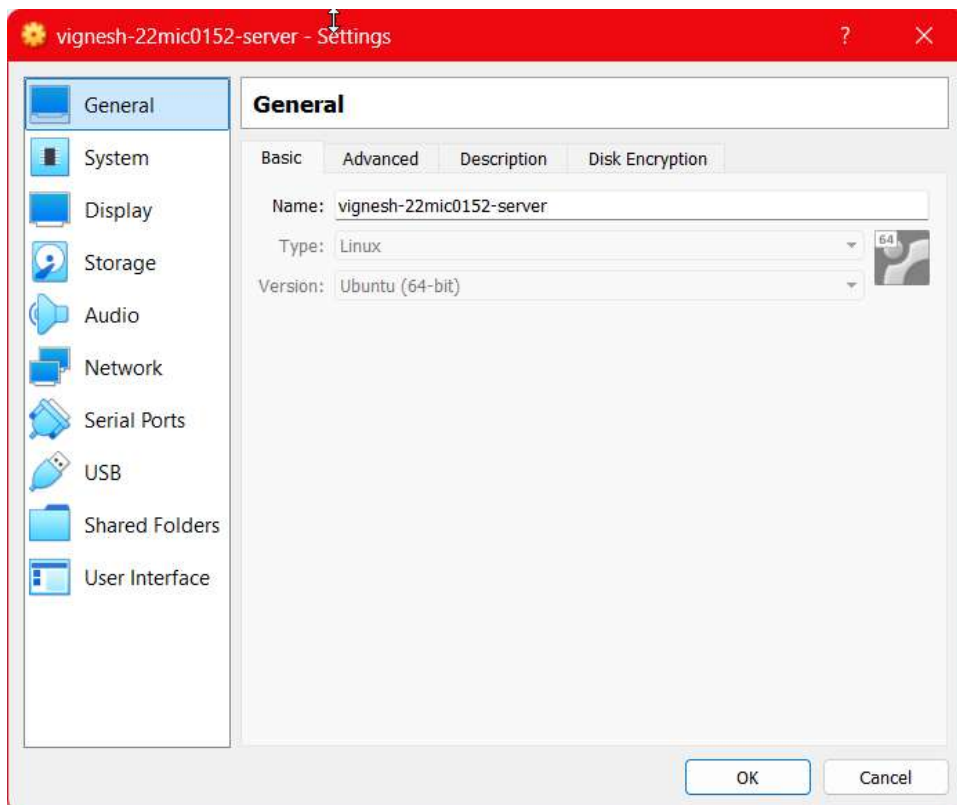 vignesh-22mic0152-server - Settings ? ×
General
System
Display
Storage
Audio
Network
Serial Ports
USB
Shared Folders
User Interface
General
Basic Advanced Description Disk Encryption
Name: vignesh-22mic0152-server
Type: Linux
64
Version: Ubuntu (64-bit)
OK Cancel